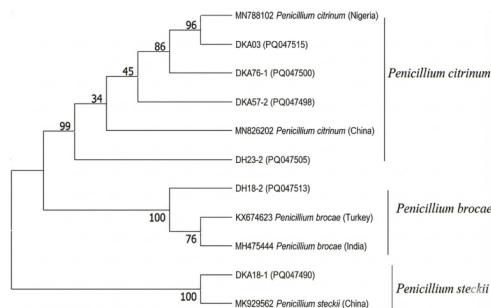 MN788102 Penicillium citrinum (Nigeria)
96
DKA03 (PQ047515)
86
DKA76-1 (PQ047500)
Penicillium citrinum
45
DKA57-2 (PQ047498)
34
MN826202 Penicillium citrinum (China)
99
DH23-2 (PQ047505)
DH18-2 (PQ047513)
Penicillium brocae
100
KX674623 Penicillium brocae (Turkey)
76
MH475444 Penicillium brocae (India)
DKA18-1 (PQ047490)
Penicillium steckii
100
MK929562 Penicillium steckii (China)